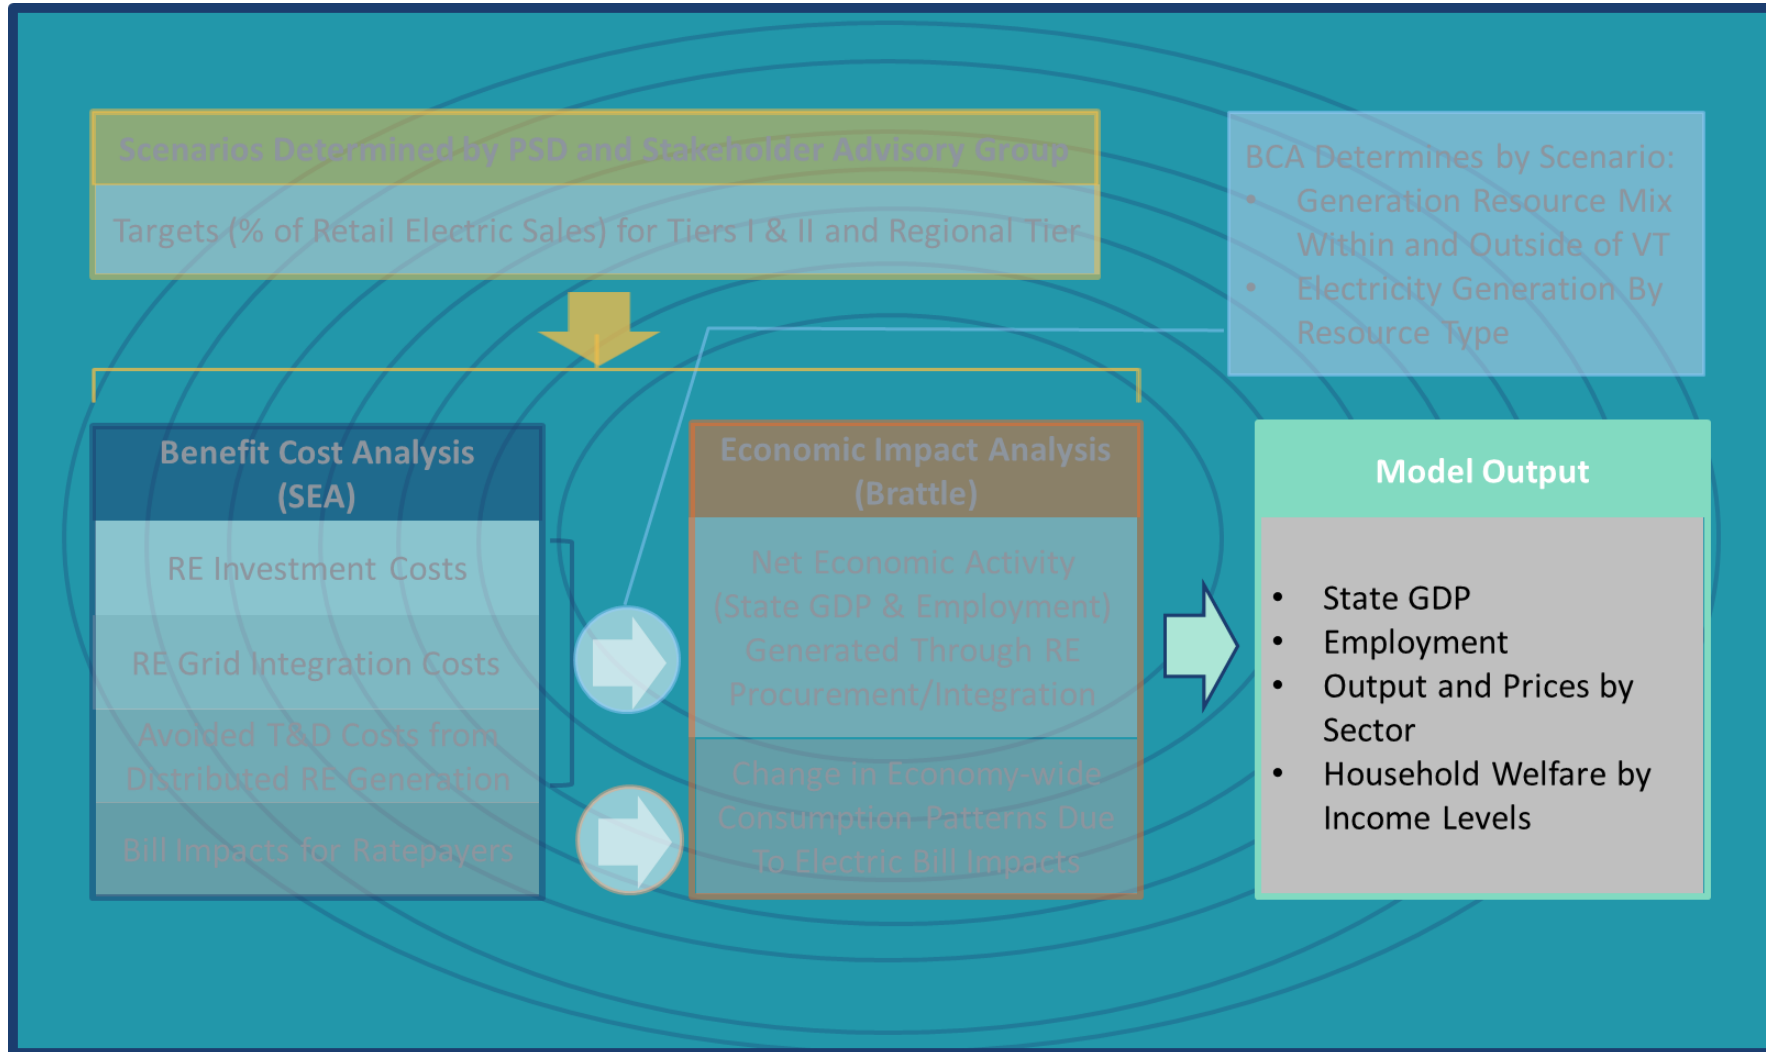 Scenarios Determined by PSD and Stakeholder Advisory Group
Targets (% of Retail Electric Sales) for Tiers I & II and Regional Tier
BCA Determines by Scenario:
• Generation Resource Mix
Within and Outside of VT
• Electricity Generation By
Resource Type
Benefit Cost Analysis
(SEA)
RE Investment Costs
RE Grid Integration Costs
Avoided T&D Costs from
Distributed RE Generation
Bill Impacts for Ratepayers
Economic Impact Analysis
(Brattle)
Net Economic Activity
(State GDP & Employment)
Generated Through RE
Procurement/Integration
Change in Economy-wide
Consumption Patterns Due
To Electric Bill Impacts
Model Output
• State GDP
• Employment
• Output and Prices by
Sector
• Household Welfare by
Income Levels